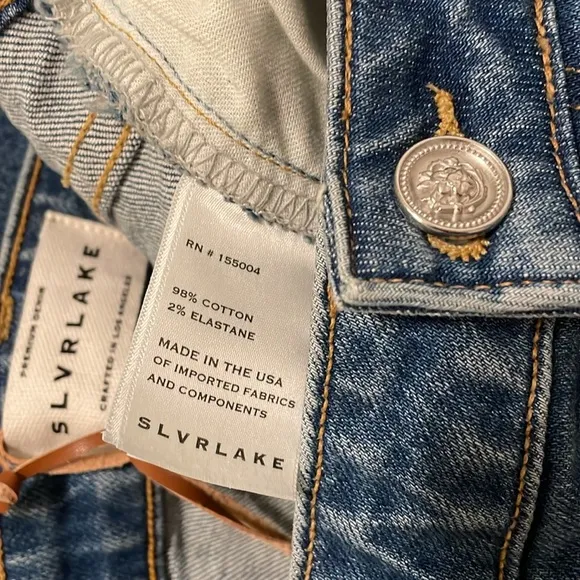 RN # 155004
98% COTTON
2% ELASTANE
MADE IN THE USA
OF IMPORTED FABRICS
AND COMPONENTS
SLVRLAKE
PREMIUM DENIM
SLVRLAKE
CRAFTED IN LOS ANGELES